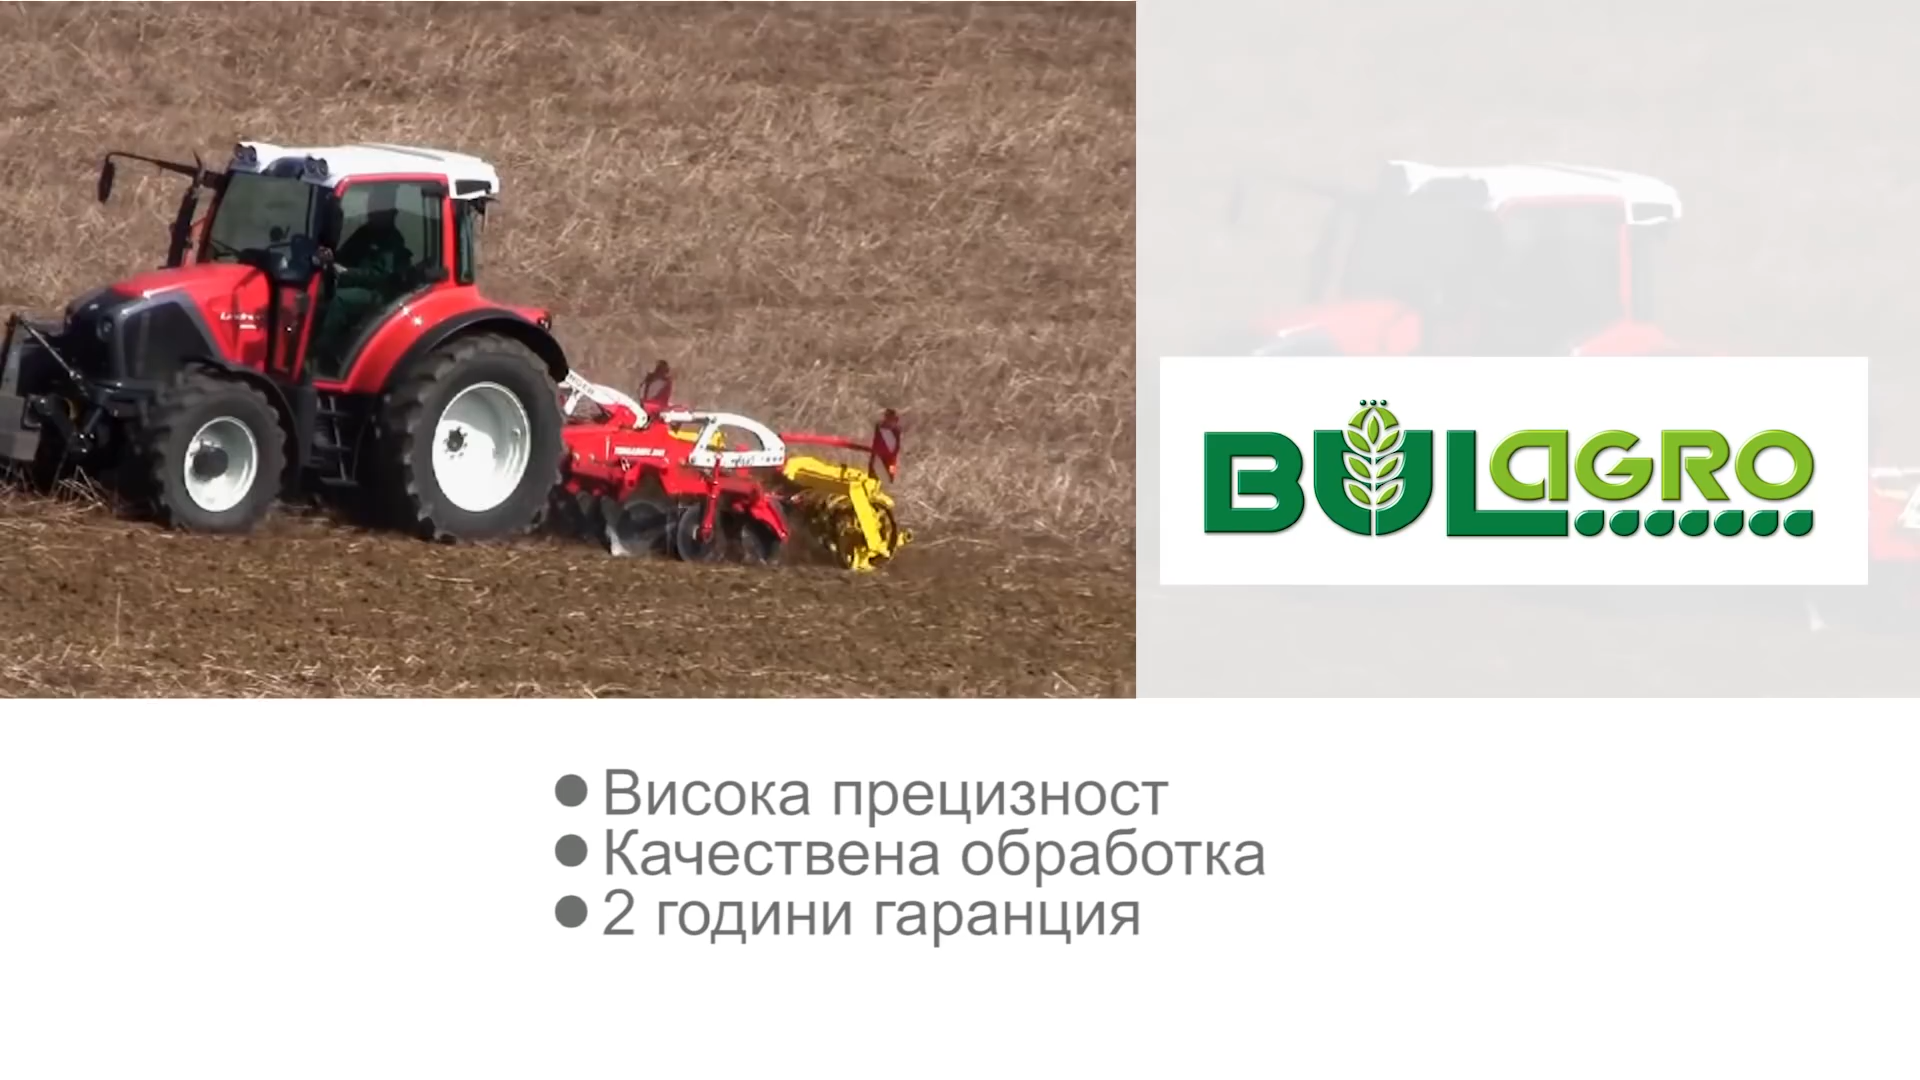 BULAGRO
● Висока прецизност
● Качествена обработка
● 2 години гаранция